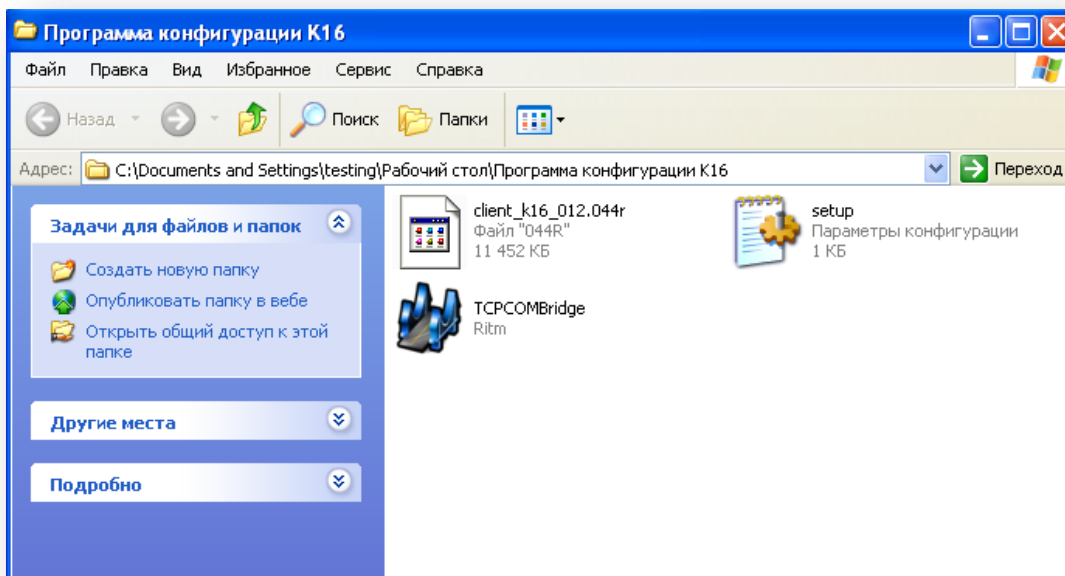 Программа конфигурации K16
Файл Правка Вид Избранное Сервис Справка
Назад Поиск Папки
Адрес: C:\Documents and Settings\testing\Рабочий стол\Программа конфигурации K16 Переход
Задачи для файлов и папок
Создать новую папку
Опубликовать папку в вебе
Открыть общий доступ к этой
папке
Другие места
Подробно
client_k16_012.044r
Файл "044R"
11 452 КБ
setup
Параметры конфигурации
1 КБ
TCPCOMBridge
Ritm